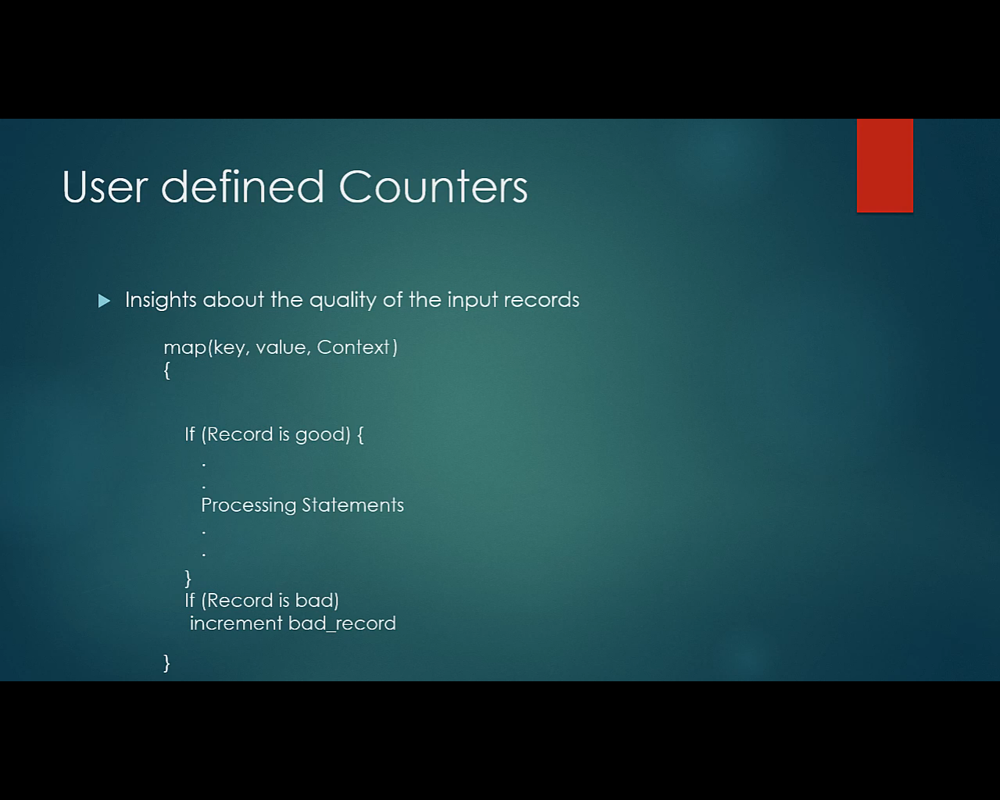 User defined Counters
Insights about the quality of the input records
map(key, value, Context)
{
If (Record is good) {
.
.
Processing Statements
.
.
}
If (Record is bad)
increment bad_record
}